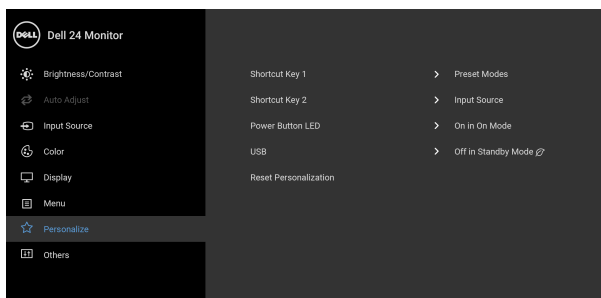 DELL Dell 24 Monitor
Brightness/Contrast
Auto Adjust
Input Source
Color
Display
Menu
Personalize
Others
Shortcut Key 1 > Preset Modes
Shortcut Key 2 > Input Source
Power Button LED > On in On Mode
USB > Off in Standby Mode
Reset Personalization